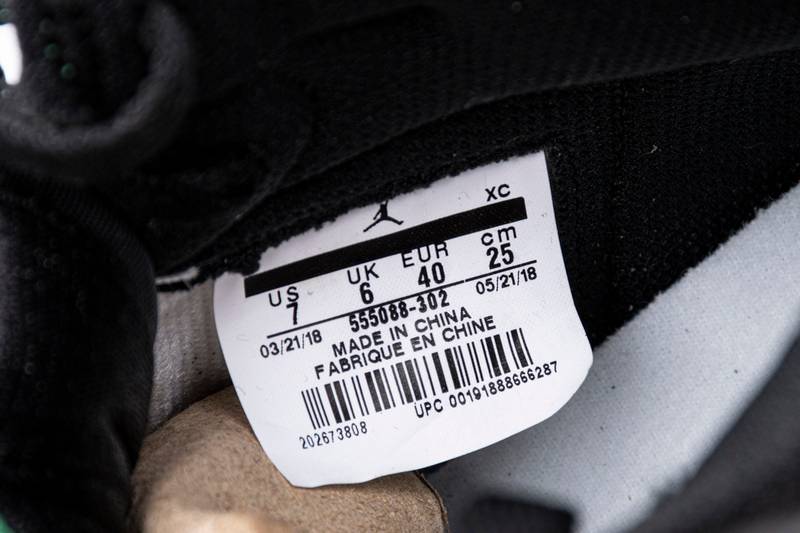 XC
US UK EUR cm
7 6 40 25
03/21/18 555088-302 05/21/18
MADE IN CHINA
FABRIQUE EN CHINE
202673808 UPC 00191888666287